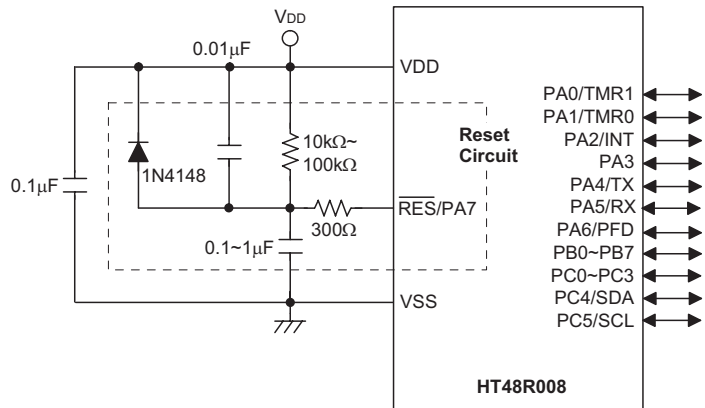 VDD
0.01μF
VDD
PA0/TMR1
PA1/TMR0
PA2/INT
PA3
PA4/TX
PA5/RX
PA6/PFD
PB0~PB7
PC0~PC3
PC4/SDA
PC5/SCL
Reset
Circuit
10kΩ~
100kΩ
1N4148
0.1μF
RES/PA7
300Ω
0.1~1μF
VSS
HT48R008